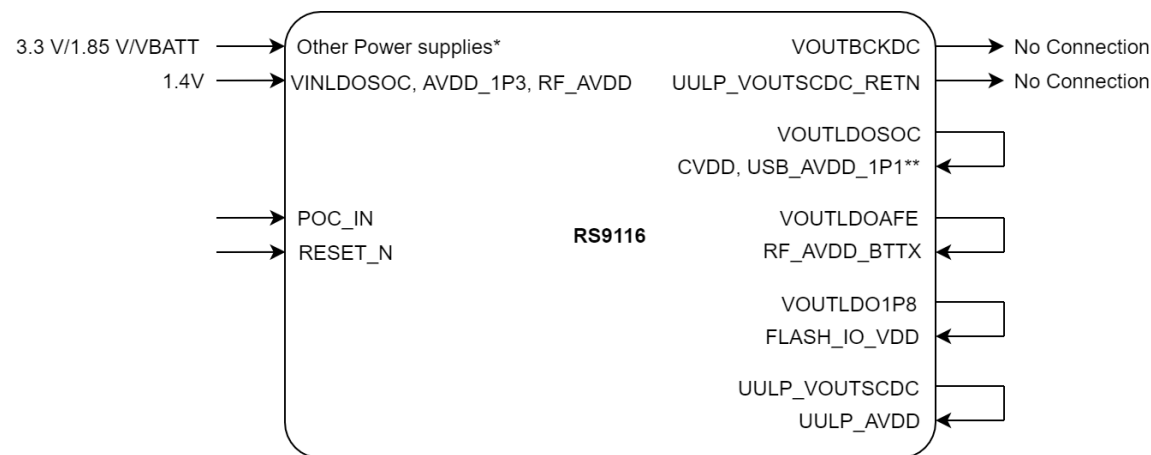 3.3 V/1.85 V/VBATT
Other Power supplies*
VOUTBCKDC
No Connection
1.4V
VINLDOSOC, AVDD_1P3, RF_AVDD
UULP_VOUTSCDC_RETN
No Connection
VOUTLDOSOC
CVDD, USB_AVDD_1P1**
POC_IN
VOUTLDOAFE
RS9116
RESET_N
RF_AVDD_BTTX
VOUTLDO1P8
FLASH_IO_VDD
UULP_VOUTSCDC
UULP_AVDD